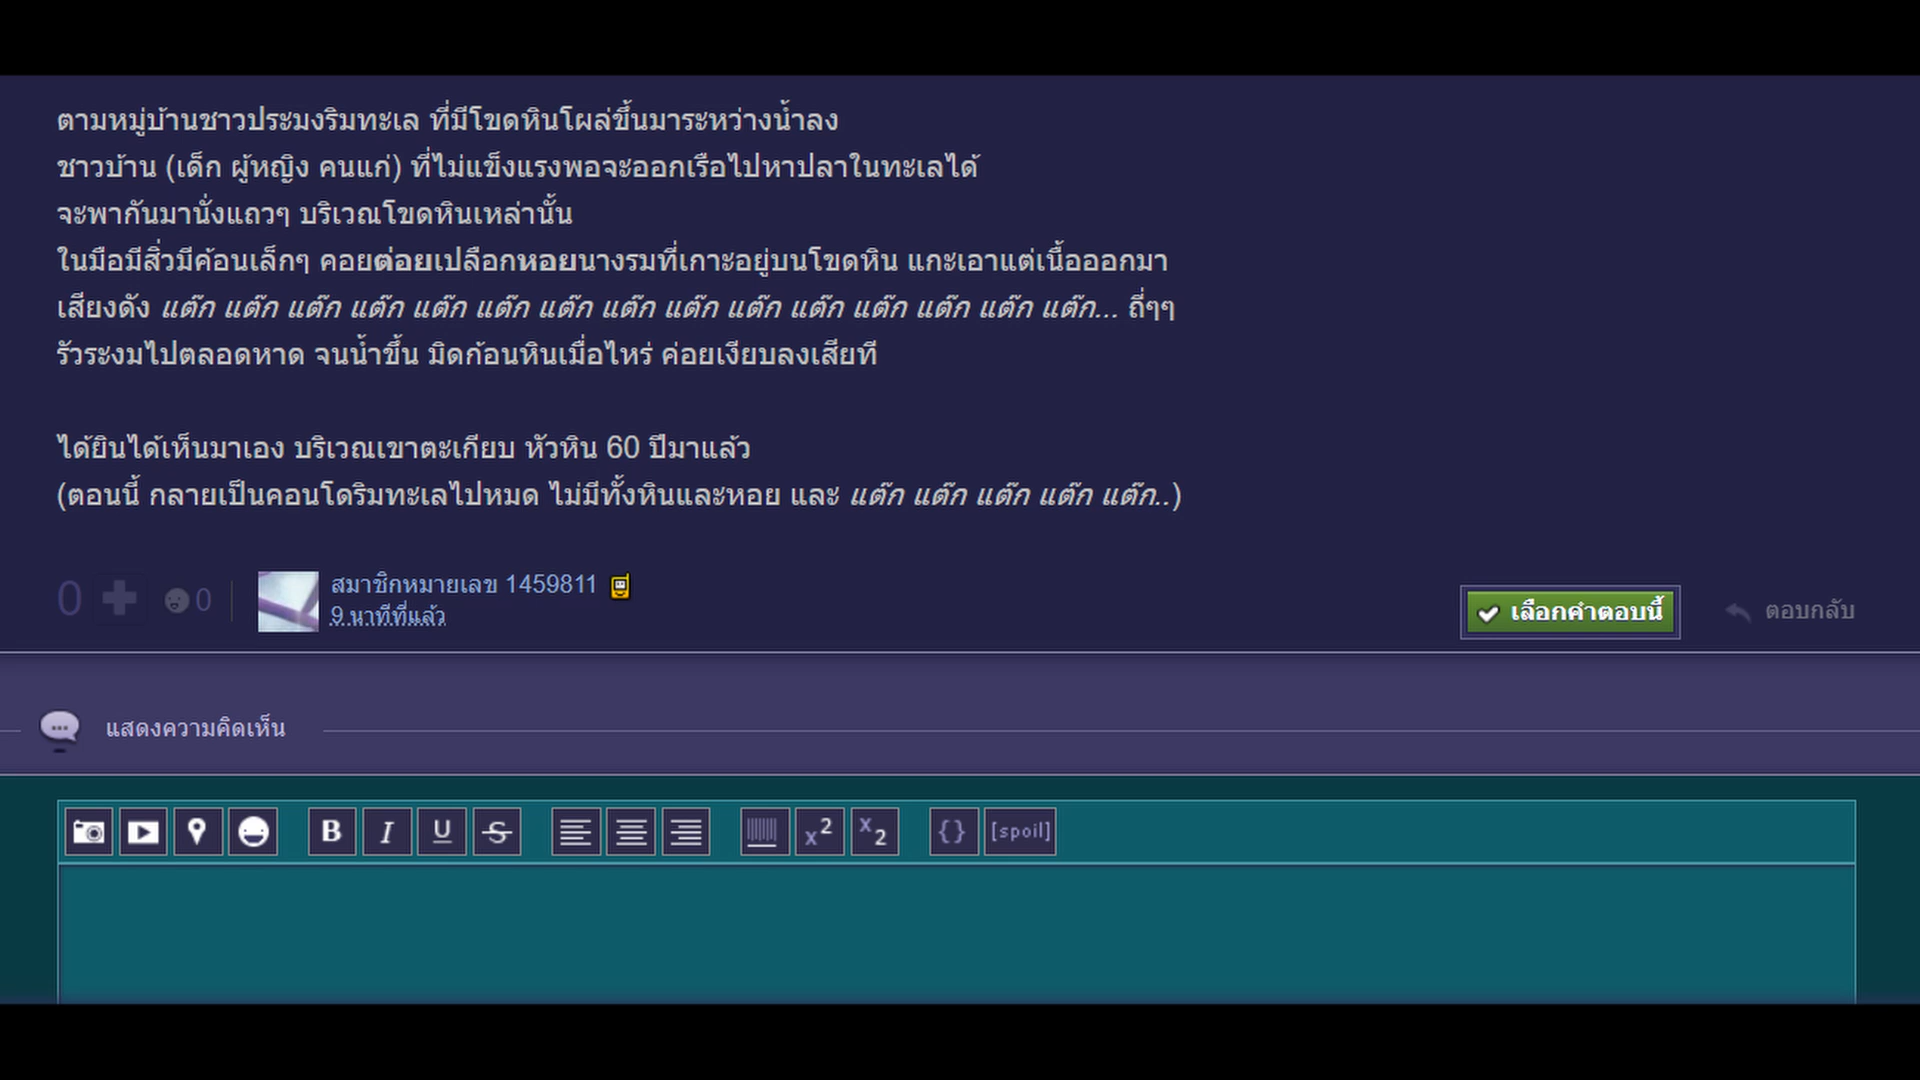 ตามหมู่บ้านชาวประมงริมทะเล ที่มีโขดหินโผล่ขึ้นมาระหว่างน้ำลง
ชาวบ้าน (เด็ก ผู้หญิง คนแก่) ที่ไม่แข็งแรงพอจะออกเรือไปหาปลาในทะเลได้
จะพากันมานั่งแถวๆ บริเวณโขดหินเหล่านั้น
ในมือมีสิ่วมีค้อนเล็กๆ คอยต่อยเปลือกหอยนางรมที่เกาะอยู่บนโขดหิน แกะเอาแต่เนื้อออกมา
เสียงดัง แต๊ก แต๊ก แต๊ก แต๊ก แต๊ก แต๊ก แต๊ก แต๊ก แต๊ก แต๊ก แต๊ก แต๊ก แต๊ก แต๊ก แต๊ก... ถี่ๆๆ
รัวระงมไปตลอดหาด จนน้ำขึ้น มิดก้อนหินเมื่อไหร่ ค่อยเงียบลงเสียที
ได้ยินได้เห็นมาเอง บริเวณเขาตะเกียบ หัวหิน 60 ปีมาแล้ว
(ตอนนี้ กลายเป็นคอนโดริมทะเลไปหมด ไม่มีทั้งหินและหอย และ แต๊ก แต๊ก แต๊ก แต๊ก แต๊ก..)
0 0 สมาชิกหมายเลข 1459811
9 นาทีที่แล้ว
เลือกคำตอบนี้ ตอบกลับ
แสดงความคิดเห็น
B I U S x2 x2 {} [spoil]